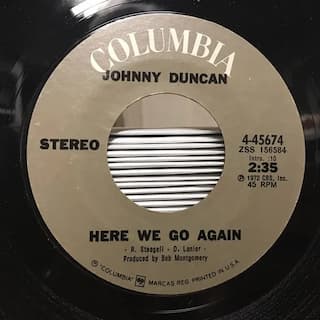 COLUMBIA
JOHNNY DUNCAN
STEREO
4-45674
ZSS 156584
Intro. :10
2:35
℗ 1972 CBS, Inc.
45 RPM
HERE WE GO AGAIN
- R. Steagall - D. Lanier -
Produced by Bob Montgomery
® "COLUMBIA" MARCAS REG. PRINTED IN U.S.A.